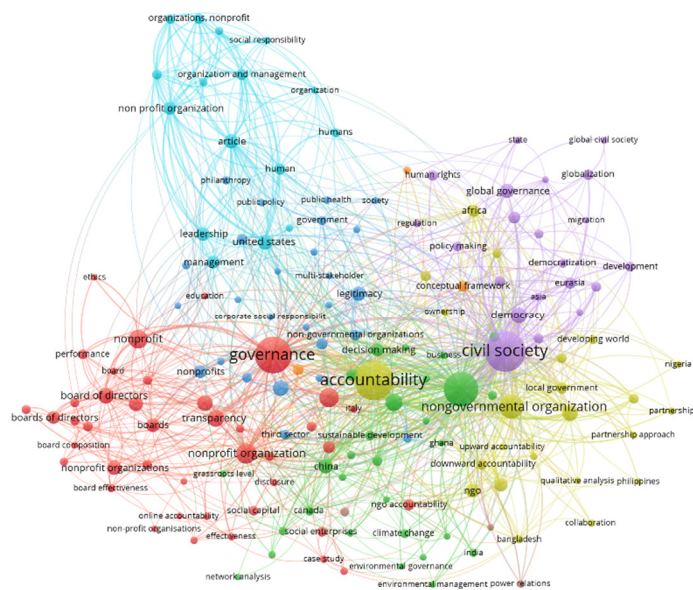 organizations, nonprofit
social responsibility
organization and management
organization
non profit organization
humans
article
state
global civil society
human
human rights
globalization
philanthropy
global governance
public policy
public health
society
africa
government
regulation
migration
leadership
united states
policy making
management
democratization
development
ethics
multi-stakeholder
conceptual framework
eurasia
education
legitimacy
asia
corporate social responsibilit
ownership
democracy
nonprofit
non-governmental organizations
developing world
performance
governance
decision making
business
civil society
nigeria
board
nonprofits
accountability
local government
board of directors
nongovernmental organization
partnership
boards of directors
boards
transparency
italy
third sector
sustainable development
ghana
partnership approach
board composition
nonprofit organization
upward accountability
nonprofit organizations
grassroots level
china
downward accountability
board effectiveness
disclosure
ngo
qualitative analysis
philippines
online accountability
social capital
canada
ngo accountability
non-profit organisations
effectiveness
social enterprises
climate change
bangladesh
collaboration
case study
india
environmental governance
network analysis
environmental management
power relations